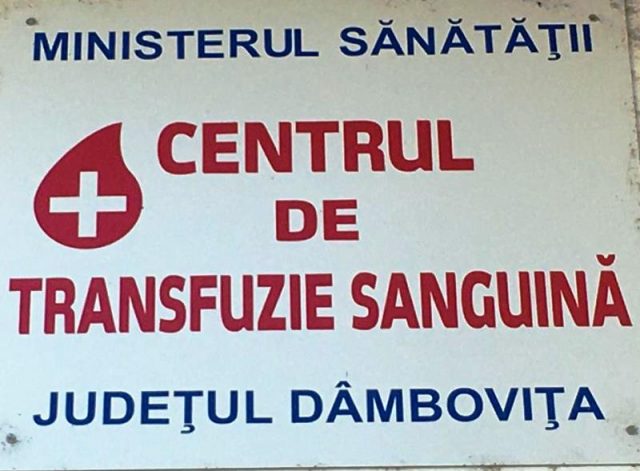 MINISTERUL SĂNĂTĂŢII
CENTRUL
DE
TRANSFUZIE SANGUINĂ
JUDEŢUL DÂMBOVIŢA